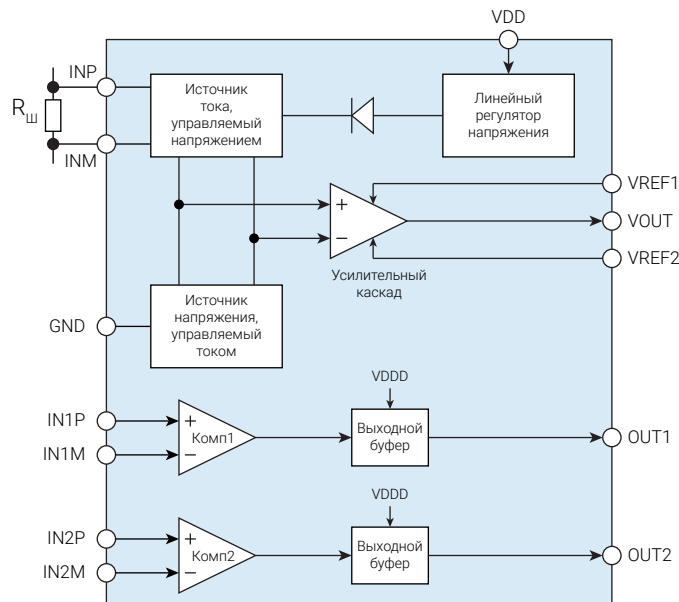 VDD
INP
Источник
тока,
управляемый
напряжением
Линейный
регулятор
напряжения
RШ
INM
VREF1
+
VOUT
−
VREF2
Усилительный
каскад
Источник
напряжения,
управляемый
током
GND
VDDD
IN1P
+
Комп1
Выходной
буфер
OUT1
IN1M
−
VDDD
IN2P
+
Комп2
Выходной
буфер
OUT2
IN2M
−